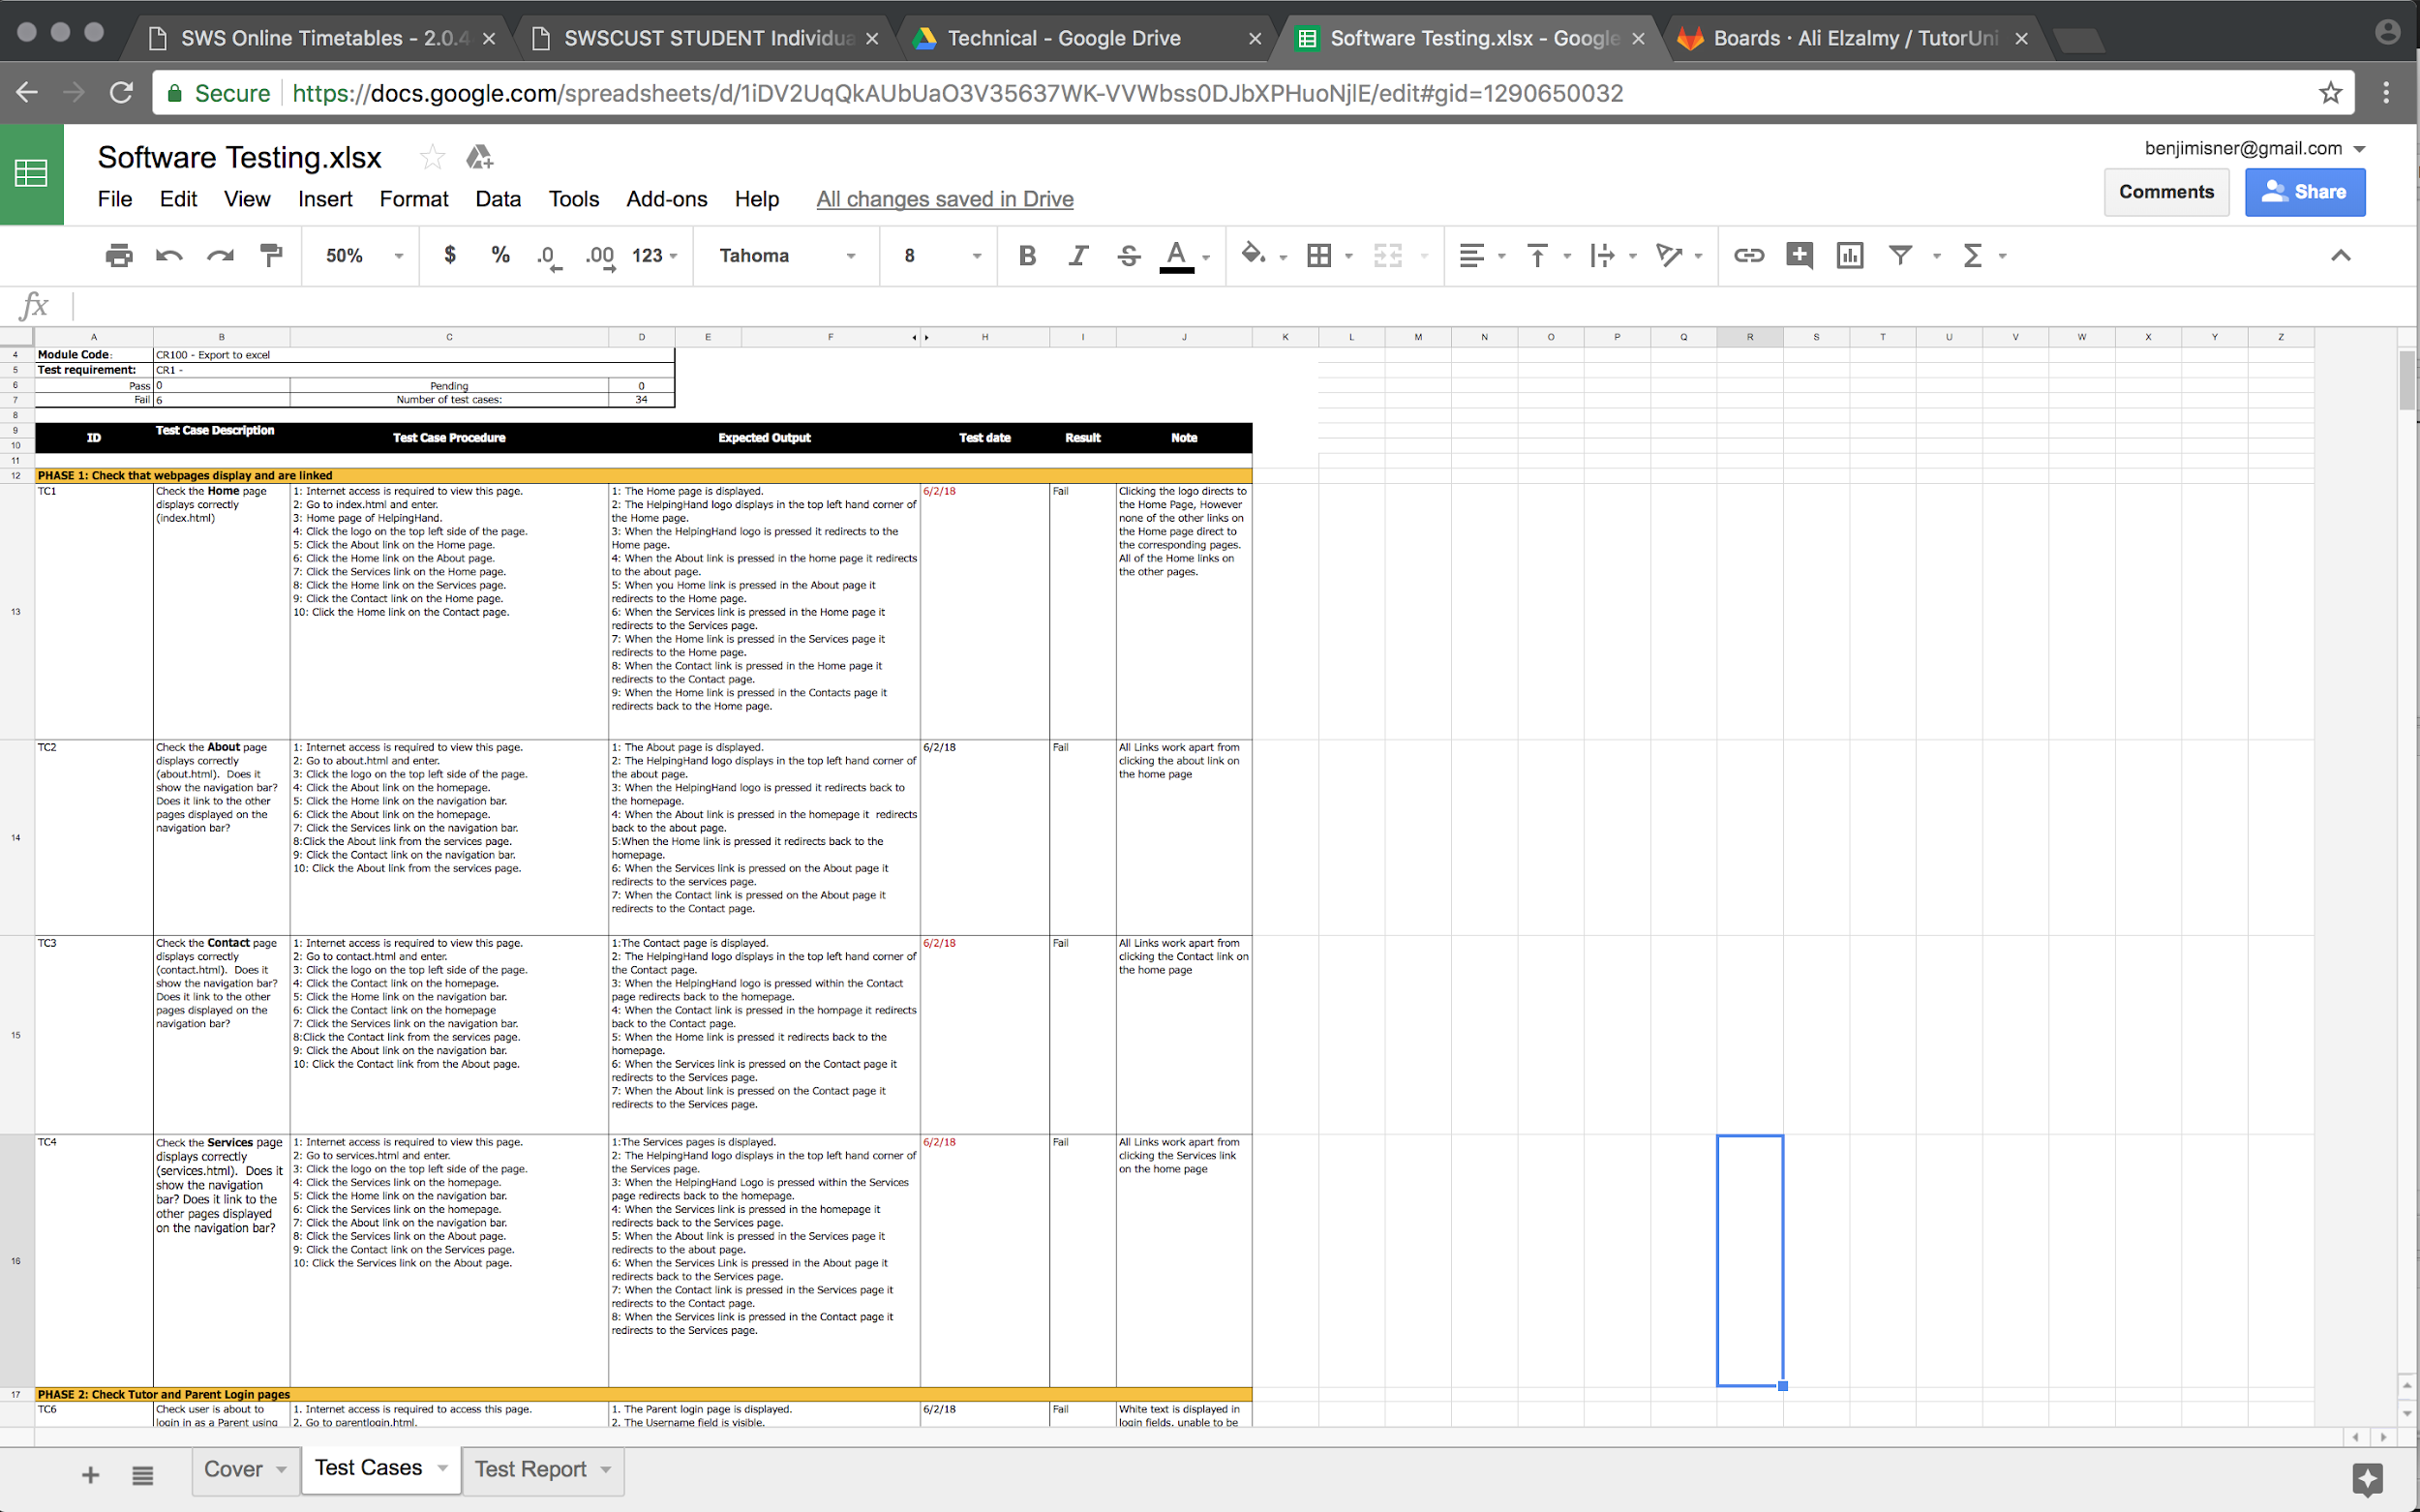 SWS Online Timetables - 2.0.4
SWSCUST STUDENT Individua
Technical - Google Drive
Software Testing.xlsx - Google
Boards · Ali Elzalmy / TutorUni
Secure
https://docs.google.com/spreadsheets/d/1iDV2UqQkAUbUaO3V35637WK-VVWbss0DJbXPHuoNjlE/edit#gid=1290650032
Software Testing.xlsx
benjimisner@gmail.com
File Edit View Insert Format Data Tools Add-ons Help All changes saved in Drive
Comments
Share
50% $ % .0 .00 123 Tahoma 8 B I S A
fx
A B C D E F H I J K L M N O P Q R S T U V W X Y Z
4 Module Code: CR100 - Export to excel
5 Test requirement: CR1 -
6 Pass 0 Pending 0
7 Fail 6 Number of test cases: 34
8
9 Test Case Description
10 ID Test Case Procedure Expected Output Test date Result Note
11
12 PHASE 1: Check that webpages display and are linked
13
TC1
Check the Home page
displays correctly
(index.html)
1: Internet access is required to view this page.
2: Go to index.html and enter.
3: Home page of HelpingHand.
4: Click the logo on the top left side of the page.
5: Click the About link on the Home page.
6: Click the Home link on the About page.
7: Click the Services link on the Home page.
8: Click the Home link on the Services page.
9: Click the Contact link on the Home page.
10: Click the Home link on the Contact page.
1: The Home page is displayed.
2: The HelpingHand logo displays in the top left hand corner of
the Home page.
3: When the HelpingHand logo is pressed it redirects to the
Home page.
4: When the About link is pressed in the home page it redirects
to the about page.
5: When you Home link is pressed in the About page it
redirects to the Home page.
6: When the Services link is pressed in the Home page it
redirects to the Services page.
7: When the Home link is pressed in the Services page it
redirects to the Home page.
8: When the Contact link is pressed in the Home page it
redirects to the Contact page.
9: When the Home link is pressed in the Contacts page it
redirects back to the Home page.
6/2/18
Fail
Clicking the logo directs to
the Home Page, However
none of the other links on
the Home page direct to
the corresponding pages.
All of the Home links on
the other pages.
14
TC2
Check the About page
displays correctly
(about.html). Does it
show the navigation bar?
Does it link to the other
pages displayed on the
navigation bar?
1: Internet access is required to view this page.
2: Go to about.html and enter.
3: Click the logo on the top left side of the page.
4: Click the About link on the homepage.
5: Click the Home link on the navigation bar.
6: Click the About link on the homepage.
7: Click the Services link on the navigation bar.
8:Click the About link from the services page.
9: Click the Contact link on the navigation bar.
10: Click the About link from the services page.
1: The About page is displayed.
2: The HelpingHand logo displays in the top left hand corner of
the about page.
3: When the HelpingHand logo is pressed it redirects back to
the homepage.
4: When the About link is pressed in the homepage it redirects
back to the about page.
5:When the Home link is pressed it redirects back to the
homepage.
6: When the Services link is pressed on the About page it
redirects to the services page.
7: When the Contact link is pressed on the About page it
redirects to the Contact page.
6/2/18
Fail
All Links work apart from
clicking the about link on
the home page
15
TC3
Check the Contact page
displays correctly
(contact.html). Does it
show the navigation bar?
Does it link to the other
pages displayed on the
navigation bar?
1: Internet access is required to view this page.
2: Go to contact.html and enter.
3: Click the logo on the top left side of the page.
4: Click the Contact link on the homepage.
5: Click the Home link on the navigation bar.
6: Click the Contact link on the homepage
7: Click the Services link on the navigation bar.
8:Click the Contact link from the services page.
9: Click the About link on the navigation bar.
10: Click the Contact link from the About page.
1:The Contact page is displayed.
2: The HelpingHand logo displays in the top left hand corner of
the Contact page.
3: When the HelpingHand logo is pressed within the Contact
page redirects back to the homepage.
4: When the Contact link is pressed in the hompage it redirects
back to the Contact page.
5: When the Home link is pressed it redirects back to the
homepage.
6: When the Services link is pressed on the Contact page it
redirects to the Services page.
7: When the About link is pressed on the Contact page it
redirects to the Services page.
6/2/18
Fail
All Links work apart from
clicking the Contact link on
the home page
16
TC4
Check the Services page
displays correctly
(services.html). Does it
show the navigation
bar? Does it link to the
other pages displayed
on the navigation bar?
1: Internet access is required to view this page.
2: Go to services.html and enter.
3: Click the logo on the top left side of the page.
4: Click the Services link on the homepage.
5: Click the Home link on the navigation bar.
6: Click the Services link on the homepage.
7: Click the About link on the navigation bar.
8: Click the Services link on the About page.
9: Click the Contact link on the Services page.
10: Click the Services link on the About page.
1:The Services pages is displayed.
2: The HelpingHand logo displays in the top left hand corner of
the Services page.
3: When the HelpingHand Logo is pressed within the Services
page redirects back to the homepage.
4: When the Services link is pressed in the homepage it
redirects back to the Services page.
5: When the About link is pressed in the Services page it
redirects to the about page.
6: When the Services Link is pressed in the About page it
redirects back to the Services page.
7: When the Contact link is pressed in the Services page it
redirects to the Contact page.
8: When the Services link is pressed in the Contact page it
redirects to the Services page.
6/2/18
Fail
All Links work apart from
clicking the Services link
on the home page
17 PHASE 2: Check Tutor and Parent Login pages
TC6
Check user is about to
login in as a Parent using
1. Internet access is required to access this page.
2. Go to parentlogin.html.
1. The Parent login page is displayed.
2. The Username field is visible.
6/2/18
Fail
White text is displayed in
login fields, unable to be
Cover Test Cases Test Report